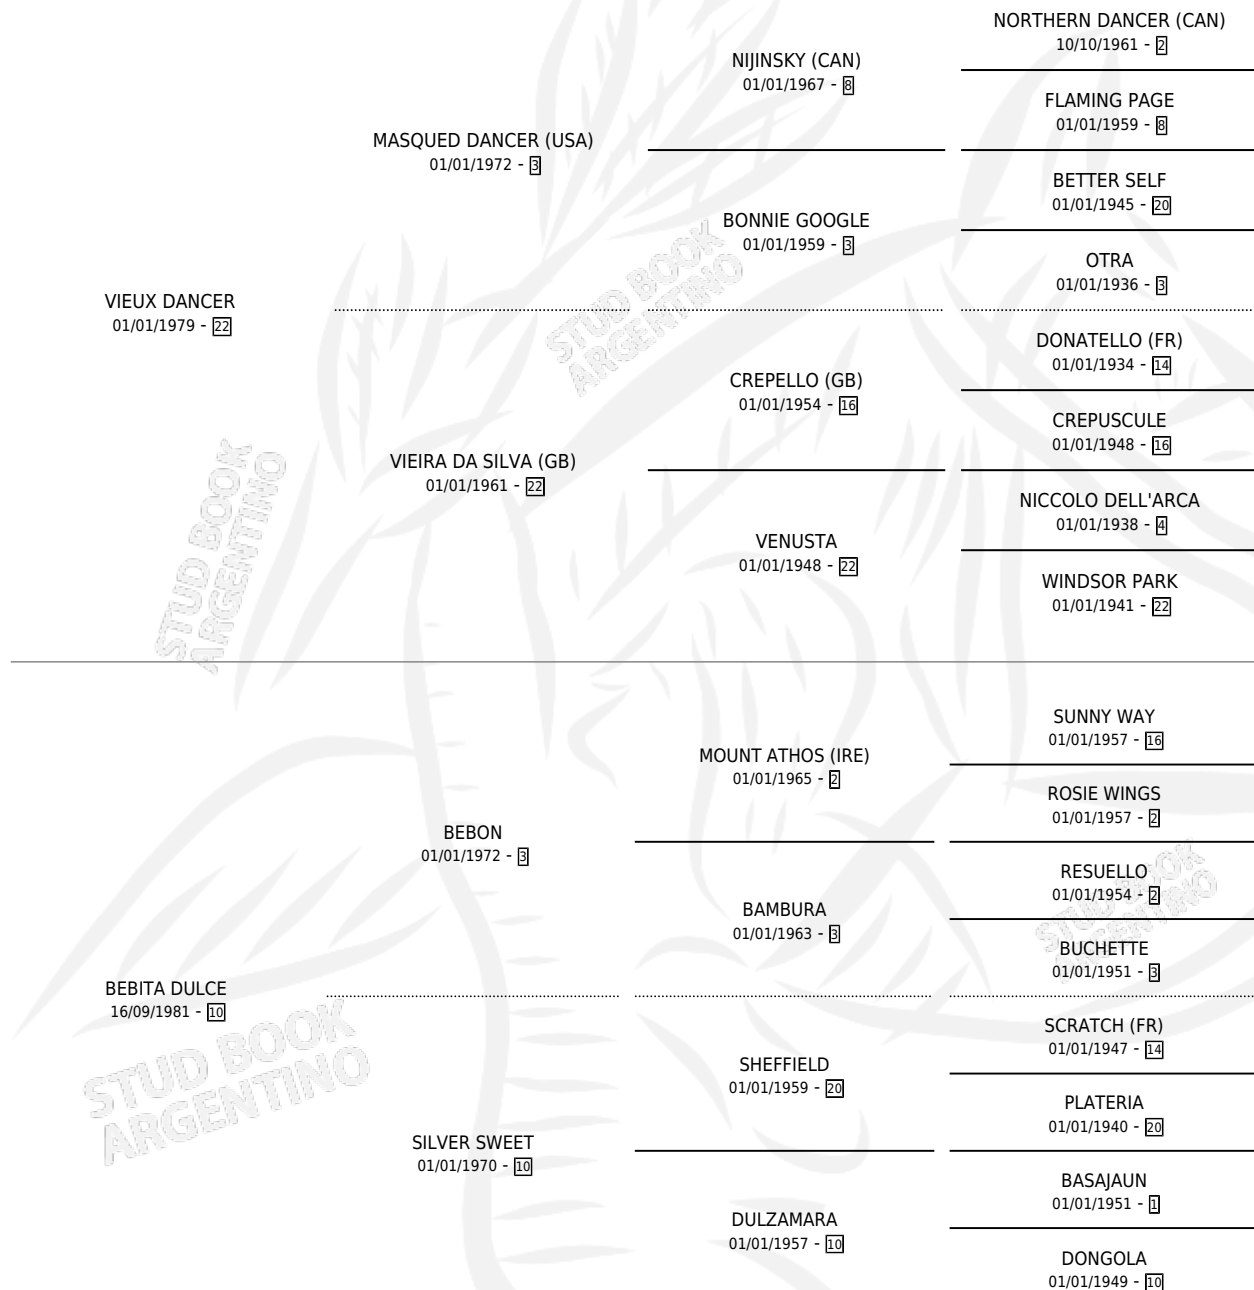 NORTHERN DANCER (CAN)
10/10/1961 - 2
NIJINSKY (CAN)
01/01/1967 - 8
FLAMING PAGE
01/01/1959 - 8
MASQUED DANCER (USA)
01/01/1972 - 3
BETTER SELF
01/01/1945 - 20
BONNIE GOOGLE
01/01/1959 - 3
OTRA
01/01/1936 - 3
VIEUX DANCER
01/01/1979 - 22
DONATELLO (FR)
01/01/1934 - 14
CREPELLO (GB)
01/01/1954 - 16
CREPUSCULE
01/01/1948 - 16
VIEIRA DA SILVA (GB)
01/01/1961 - 22
NICCOLO DELL'ARCA
01/01/1938 - 4
VENUSTA
01/01/1948 - 22
WINDSOR PARK
01/01/1941 - 22
STUD BOOK
ARGENTINO
STUD BOOK
ARGENTINO
SUNNY WAY
01/01/1957 - 16
MOUNT ATHOS (IRE)
01/01/1965 - 2
ROSIE WINGS
01/01/1957 - 2
BEBON
01/01/1972 - 3
RESUELLO
01/01/1954 - 2
BAMBURA
01/01/1963 - 3
BUCHETTE
01/01/1951 - 3
BEBITA DULCE
16/09/1981 - 10
SCRATCH (FR)
01/01/1947 - 14
SHEFFIELD
01/01/1959 - 20
PLATERIA
01/01/1940 - 20
SILVER SWEET
01/01/1970 - 10
BASAJAUN
01/01/1951 - 1
DULZAMARA
01/01/1957 - 10
DONGOLA
01/01/1949 - 10
STUD BOOK
ARGENTINO
STUD BOOK
ARGENTINO